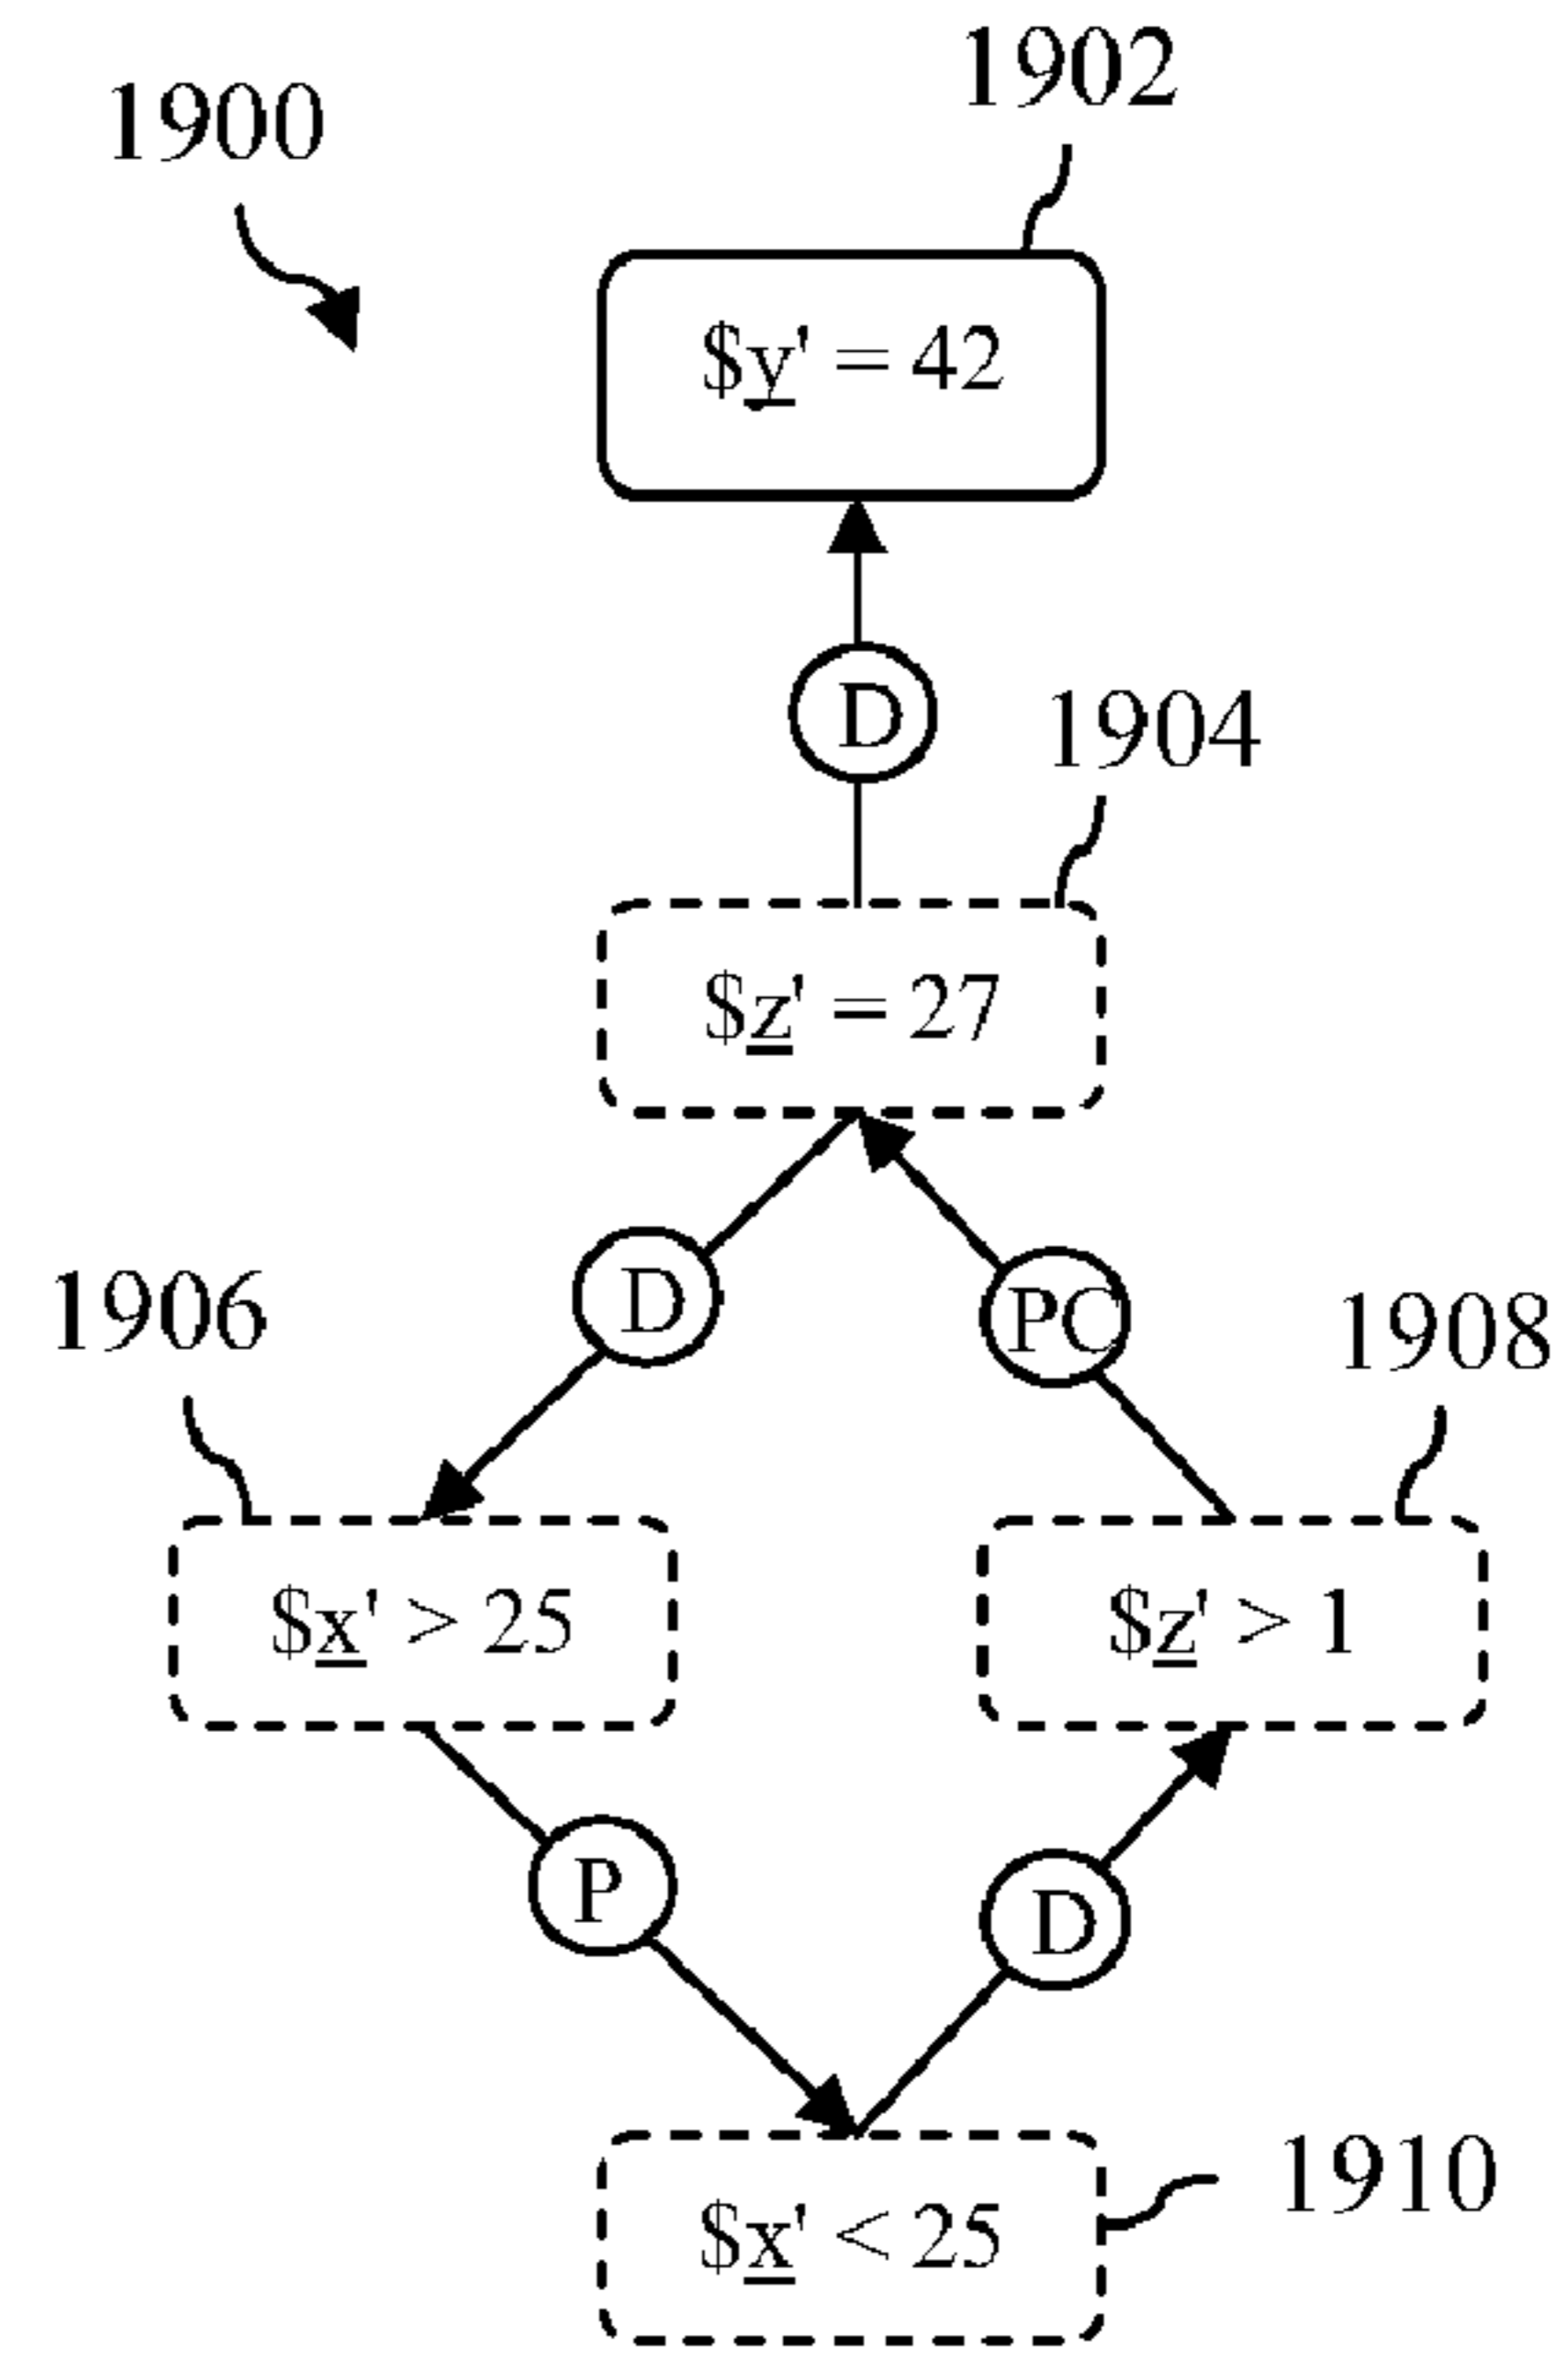 1902
1900
$y' = 42
D
1904
$z' = 27
D
PC
1906
1908
$x' > 25
$z' > 1
P
D
1910
$x' < 25